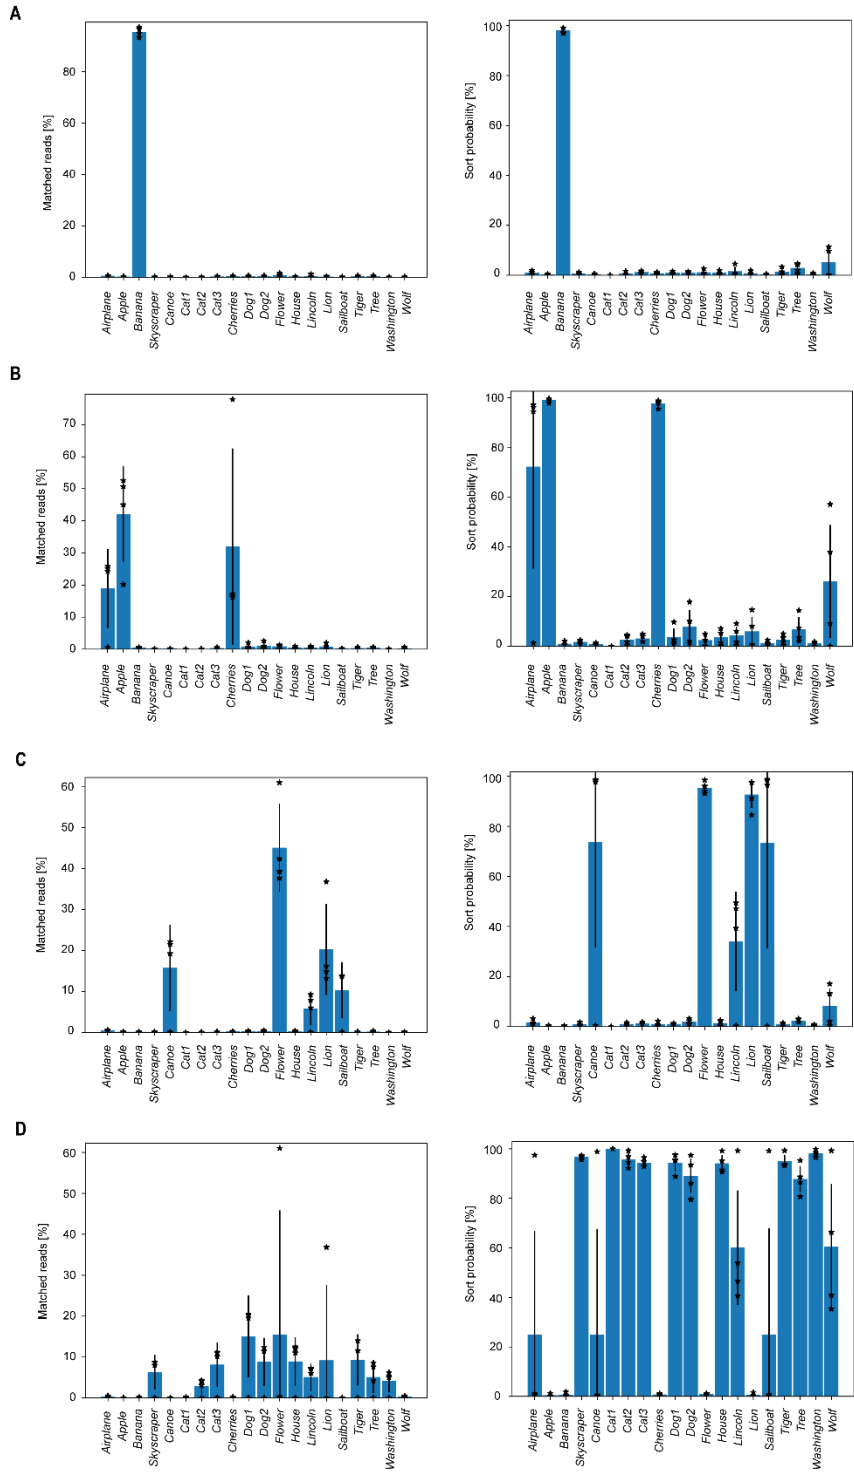 A
Matched reads [%]
80
60
40
20
0
Airplane
Apple
Banana
Skyscraper
Canoe
Cat1
Cat2
Cat3
Cherries
Dog1
Dog2
Flower
House
Lincoln
Lion
Sailboat
Tiger
Tree
Washington
Wolf
Sort probability [%]
100
80
60
40
20
0
Airplane
Apple
Banana
Skyscraper
Canoe
Cat1
Cat2
Cat3
Cherries
Dog1
Dog2
Flower
House
Lincoln
Lion
Sailboat
Tiger
Tree
Washington
Wolf
B
Matched reads [%]
70
60
50
40
30
20
10
0
Airplane
Apple
Banana
Skyscraper
Canoe
Cat1
Cat2
Cat3
Cherries
Dog1
Dog2
Flower
House
Lincoln
Lion
Sailboat
Tiger
Tree
Washington
Wolf
Sort probability [%]
100
80
60
40
20
0
Airplane
Apple
Banana
Skyscraper
Canoe
Cat1
Cat2
Cat3
Cherries
Dog1
Dog2
Flower
House
Lincoln
Lion
Sailboat
Tiger
Tree
Washington
Wolf
C
Matched reads [%]
60
50
40
30
20
10
0
Airplane
Apple
Banana
Skyscraper
Canoe
Cat1
Cat2
Cat3
Cherries
Dog1
Dog2
Flower
House
Lincoln
Lion
Sailboat
Tiger
Tree
Washington
Wolf
Sort probability [%]
100
80
60
40
20
0
Airplane
Apple
Banana
Skyscraper
Canoe
Cat1
Cat2
Cat3
Cherries
Dog1
Dog2
Flower
House
Lincoln
Lion
Sailboat
Tiger
Tree
Washington
Wolf
D
Matched reads [%]
60
50
40
30
20
10
0
Airplane
Apple
Banana
Skyscraper
Canoe
Cat1
Cat2
Cat3
Cherries
Dog1
Dog2
Flower
House
Lincoln
Lion
Sailboat
Tiger
Tree
Washington
Wolf
Sort probability [%]
100
80
60
40
20
0
Airplane
Apple
Banana
Skyscraper
Canoe
Cat1
Cat2
Cat3
Cherries
Dog1
Dog2
Flower
House
Lincoln
Lion
Sailboat
Tiger
Tree
Washington
Wolf